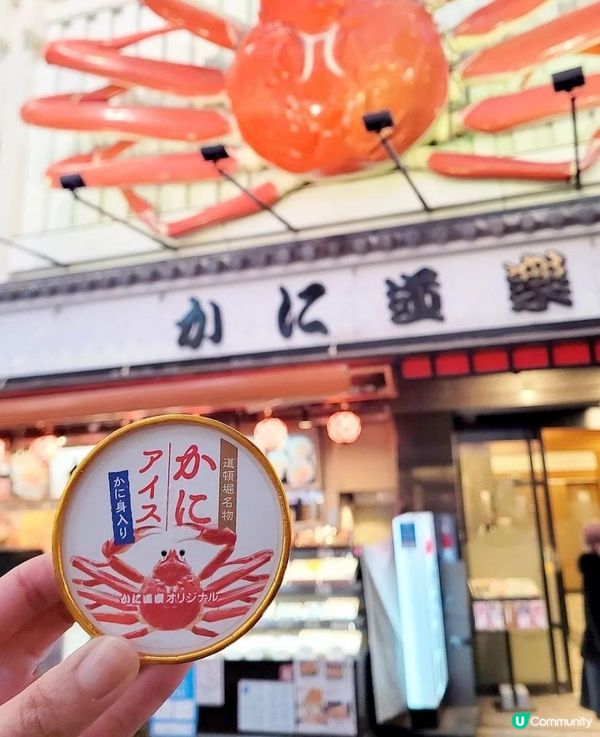 かに道楽
道頓堀名物
かに
アイス
かに身入り
かに道楽オリジナル
U Community